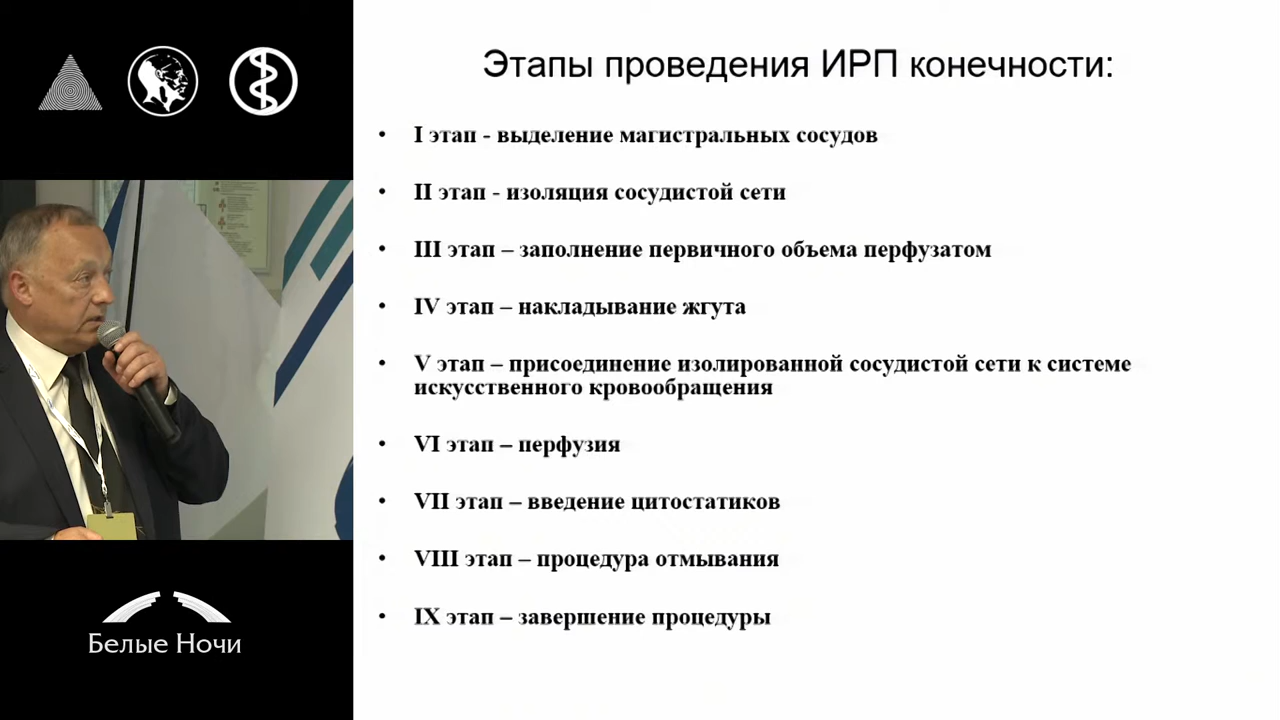 Этапы проведения ИРП конечности:
I этап - выделение магистральных сосудов
II этап - изоляция сосудистой сети
III этап – заполнение первичного объема перфузатом
IV этап – накладывание жгута
V этап – присоединение изолированной сосудистой сети к системе
искусственного кровообращения
VI этап – перфузия
VII этап – введение цитостатиков
VIII этап – процедура отмывания
IX этап – завершение процедуры
Белые Ночи